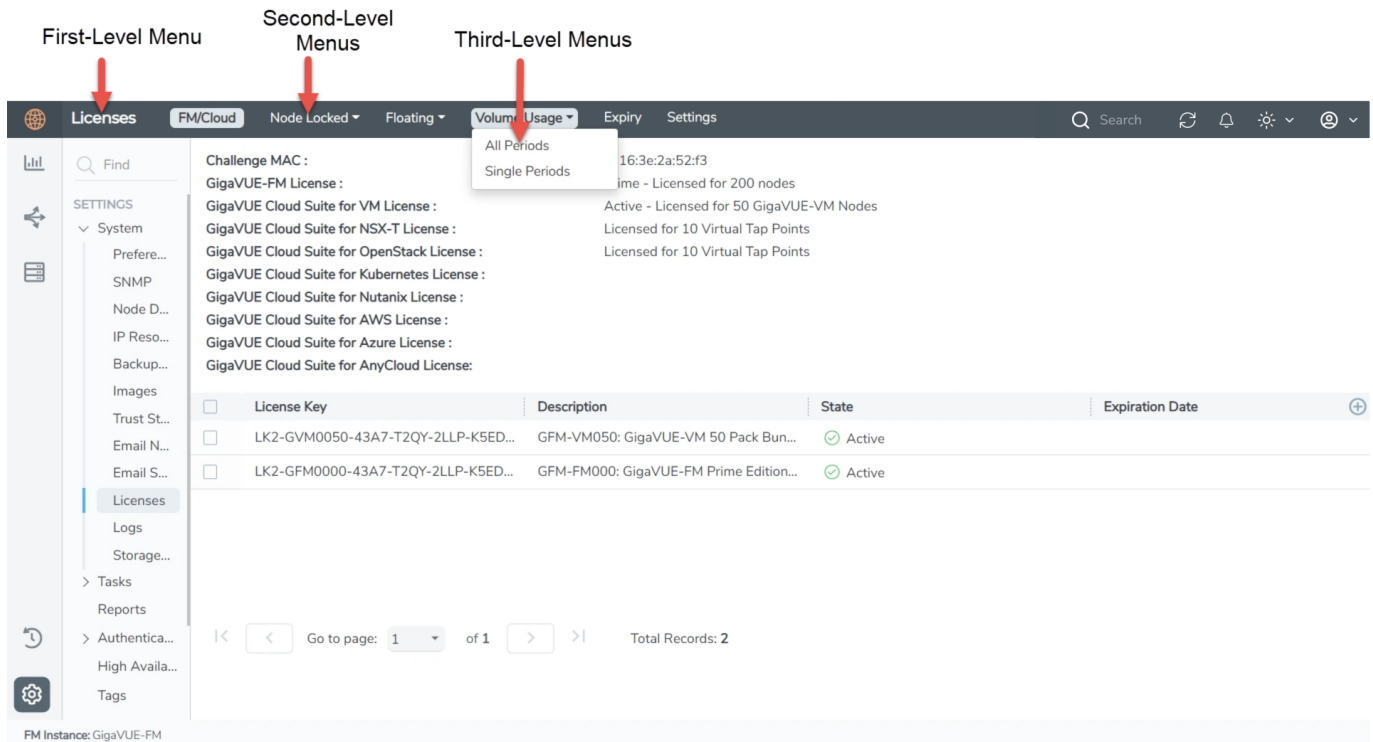 First-Level Menu
Second-Level
Menus
Third-Level Menus
Licenses FM/Cloud Node Locked Floating Volume Usage Expiry Settings Search
All Periods
Single Periods
Find
SETTINGS
System
Prefere...
SNMP
Node D...
IP Reso...
Backup...
Images
Trust St...
Email N...
Email S...
Licenses
Logs
Storage...
Tasks
Reports
Authentica...
High Availa...
Tags
Challenge MAC : 16:3e:2a:52:f3
GigaVUE-FM License : ime - Licensed for 200 nodes
GigaVUE Cloud Suite for VM License : Active - Licensed for 50 GigaVUE-VM Nodes
GigaVUE Cloud Suite for NSX-T License : Licensed for 10 Virtual Tap Points
GigaVUE Cloud Suite for OpenStack License : Licensed for 10 Virtual Tap Points
GigaVUE Cloud Suite for Kubernetes License :
GigaVUE Cloud Suite for Nutanix License :
GigaVUE Cloud Suite for AWS License :
GigaVUE Cloud Suite for Azure License :
GigaVUE Cloud Suite for AnyCloud License:
License Key Description State Expiration Date
LK2-GVM0050-43A7-T2QY-2LLP-K5ED... GFM-VM050: GigaVUE-VM 50 Pack Bun... Active
LK2-GFM0000-43A7-T2QY-2LLP-K5ED... GFM-FM000: GigaVUE-FM Prime Edition... Active
Go to page: 1 of 1 Total Records: 2
FM Instance: GigaVUE-FM